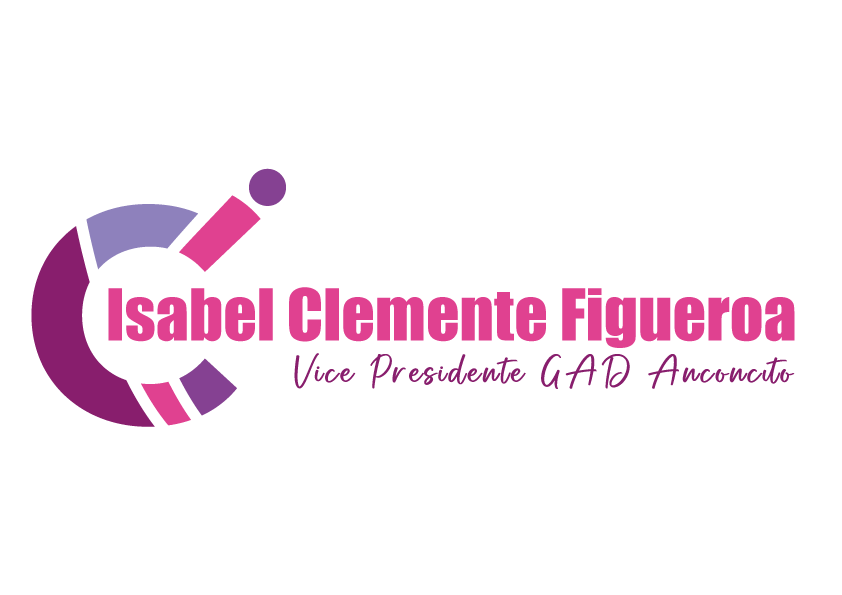 Isabel Clemente Figueroa
Vice Presidente GAD Anconcito